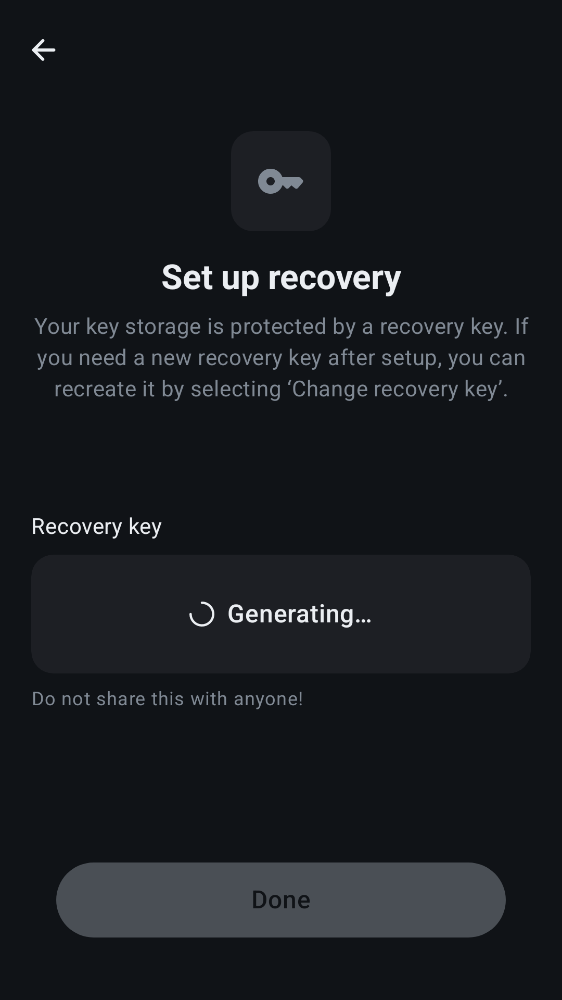 Set up recovery
Your key storage is protected by a recovery key. If
you need a new recovery key after setup, you can
recreate it by selecting ‘Change recovery key’.
Recovery key
Generating…
Do not share this with anyone!
Done